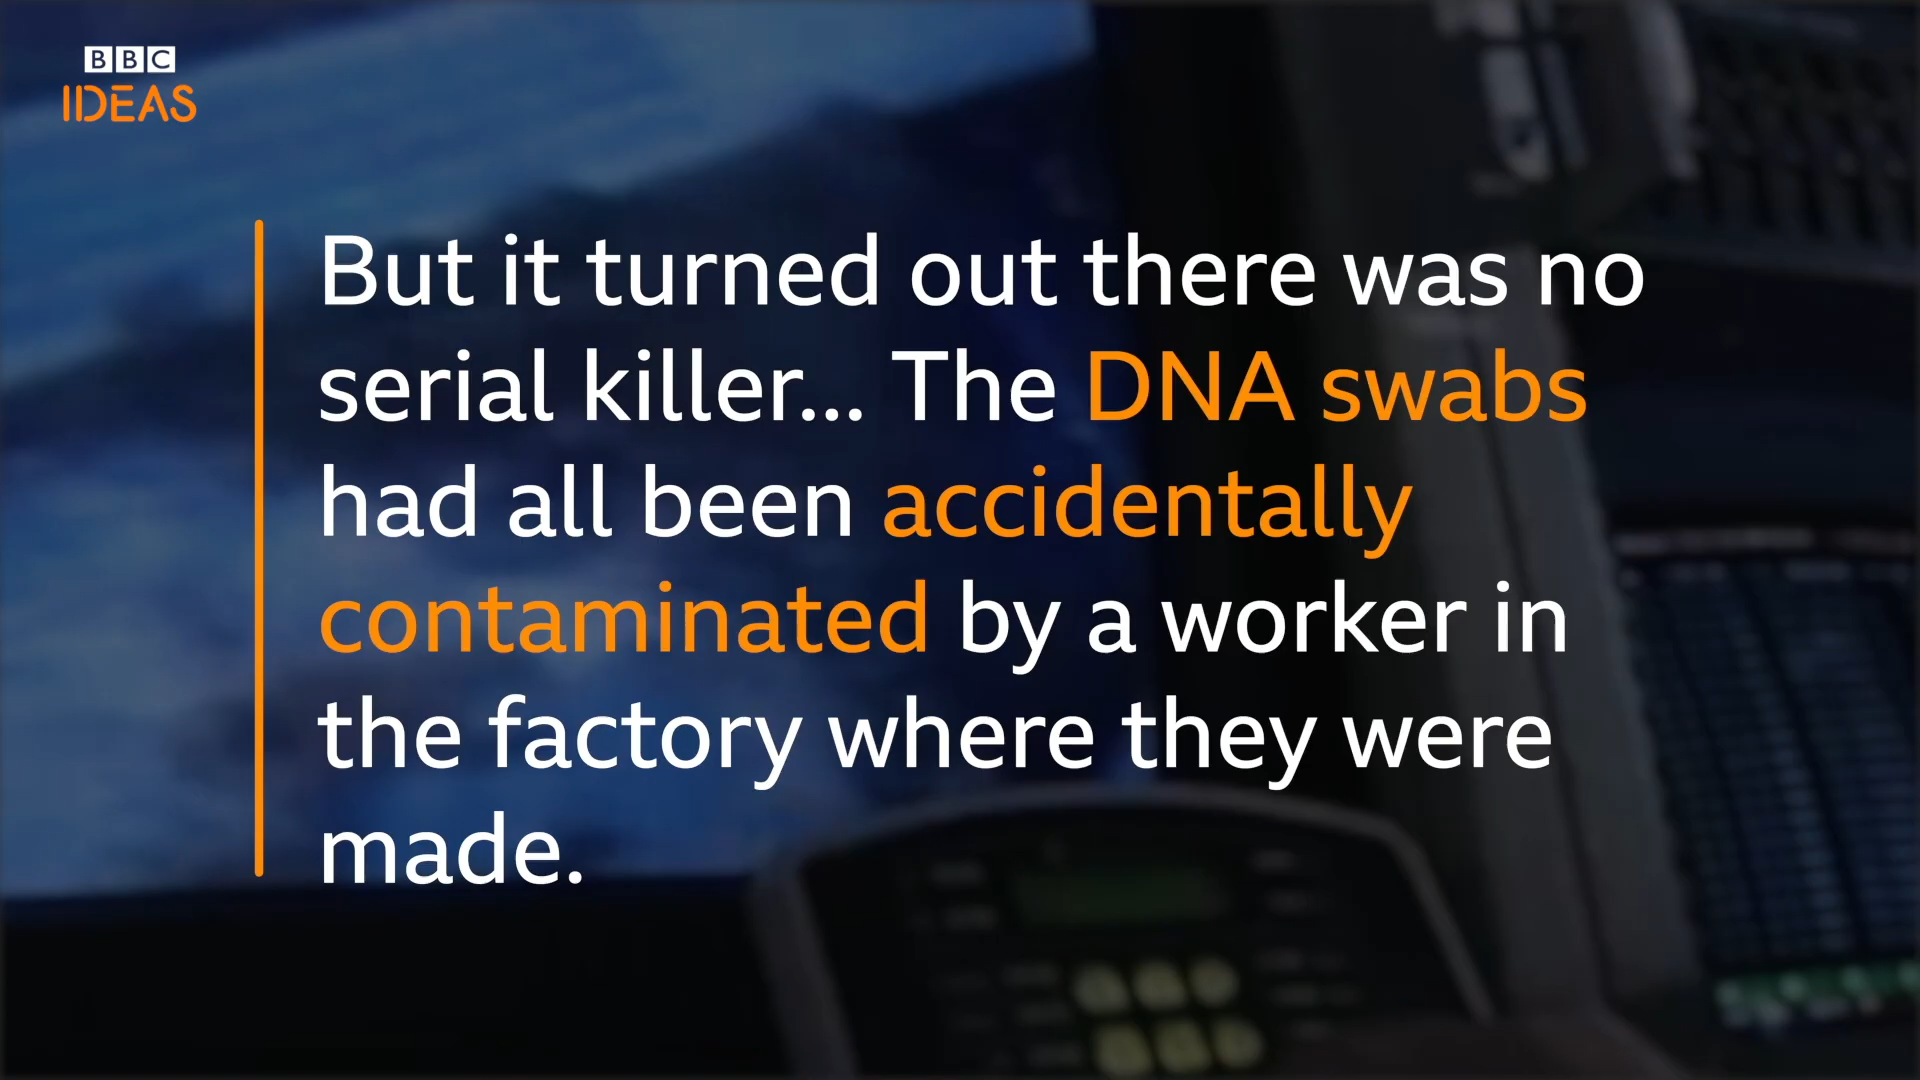 BBC
IDEAS
But it turned out there was no
serial killer... The DNA swabs
had all been accidentally
contaminated by a worker in
the factory where they were
made.